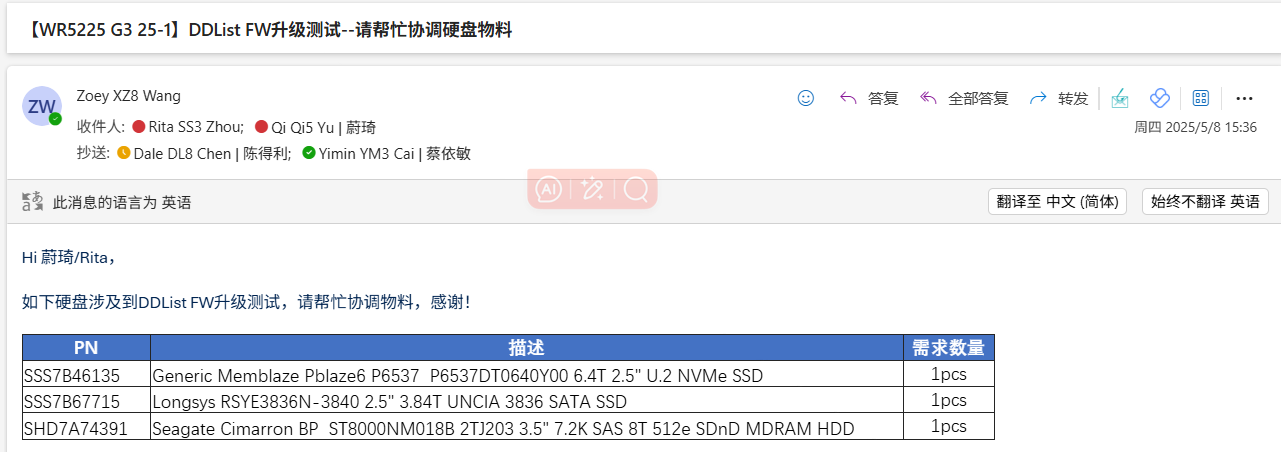 【WR5225 G3 25-1】DDList FW升级测试--请帮忙协调硬盘物料
ZW
Zoey XZ8 Wang
答复
全部答复
转发
收件人: Rita SS3 Zhou; Qi Qi5 Yu | 蔚琦
周四 2025/5/8 15:36
抄送: Dale DL8 Chen | 陈得利; Yimin YM3 Cai | 蔡依敏
AI
此消息的语言为 英语
翻译至 中文 (简体)
始终不翻译 英语
Hi 蔚琦/Rita，
如下硬盘涉及到DDList FW升级测试，请帮忙协调物料，感谢！
PN 描述 需求数量
SSS7B46135 Generic Memblaze Pblaze6 P6537 P6537DT0640Y00 6.4T 2.5" U.2 NVMe SSD 1pcs
SSS7B67715 Longsys RSYE3836N-3840 2.5" 3.84T UNCIA 3836 SATA SSD 1pcs
SHD7A74391 Seagate Cimarron BP ST8000NM018B 2TJ203 3.5" 7.2K SAS 8T 512e SDnD MDRAM HDD 1pcs